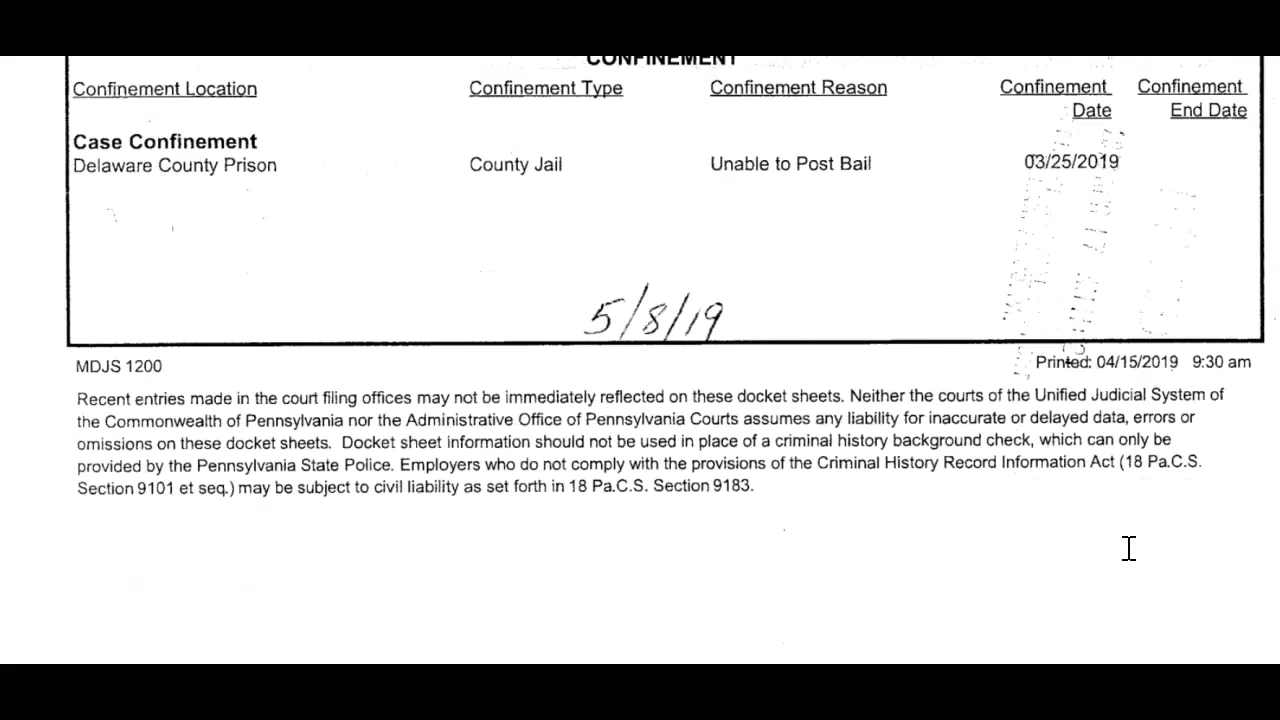 CONFINEMENT
Confinement Location Confinement Type Confinement Reason Confinement Date Confinement End Date
Case Confinement
Delaware County Prison County Jail Unable to Post Bail 03/25/2019
5/8/19
MDJS 1200 Printed: 04/15/2019 9:30 am
Recent entries made in the court filing offices may not be immediately reflected on these docket sheets. Neither the courts of the Unified Judicial System of
the Commonwealth of Pennsylvania nor the Administrative Office of Pennsylvania Courts assumes any liability for inaccurate or delayed data, errors or
omissions on these docket sheets. Docket sheet information should not be used in place of a criminal history background check, which can only be
provided by the Pennsylvania State Police. Employers who do not comply with the provisions of the Criminal History Record Information Act (18 Pa.C.S.
Section 9101 et seq.) may be subject to civil liability as set forth in 18 Pa.C.S. Section 9183.